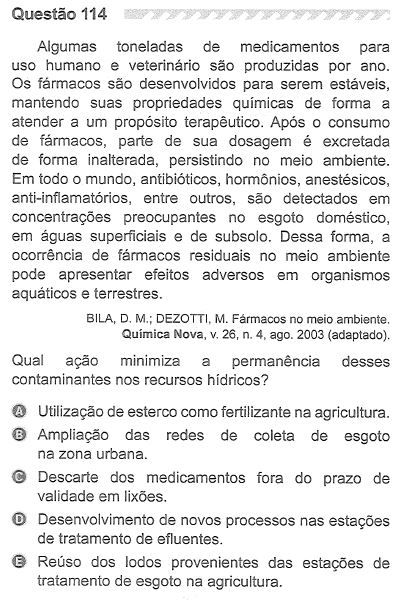 Questão 114
Algumas toneladas de medicamentos para
uso humano e veterinário são produzidas por ano.
Os fármacos são desenvolvidos para serem estáveis,
mantendo suas propriedades químicas de forma a
atender a um propósito terapêutico. Após o consumo
de fármacos, parte de sua dosagem é excretada
de forma inalterada, persistindo no meio ambiente.
Em todo o mundo, antibióticos, hormônios, anestésicos,
anti-inflamatórios, entre outros, são detectados em
concentrações preocupantes no esgoto doméstico,
em águas superficiais e de subsolo. Dessa forma, a
ocorrência de fármacos residuais no meio ambiente
pode apresentar efeitos adversos em organismos
aquáticos e terrestres.
BILA, D. M.; DEZOTTI, M. Fármacos no meio ambiente.
Química Nova, v. 26, n. 4, ago. 2003 (adaptado).
Qual ação minimiza a permanência desses
contaminantes nos recursos hídricos?
A Utilização de esterco como fertilizante na agricultura.
B Ampliação das redes de coleta de esgoto
na zona urbana.
C Descarte dos medicamentos fora do prazo de
validade em lixões.
D Desenvolvimento de novos processos nas estações
de tratamento de efluentes.
E Reúso dos lodos provenientes das estações de
tratamento de esgoto na agricultura.